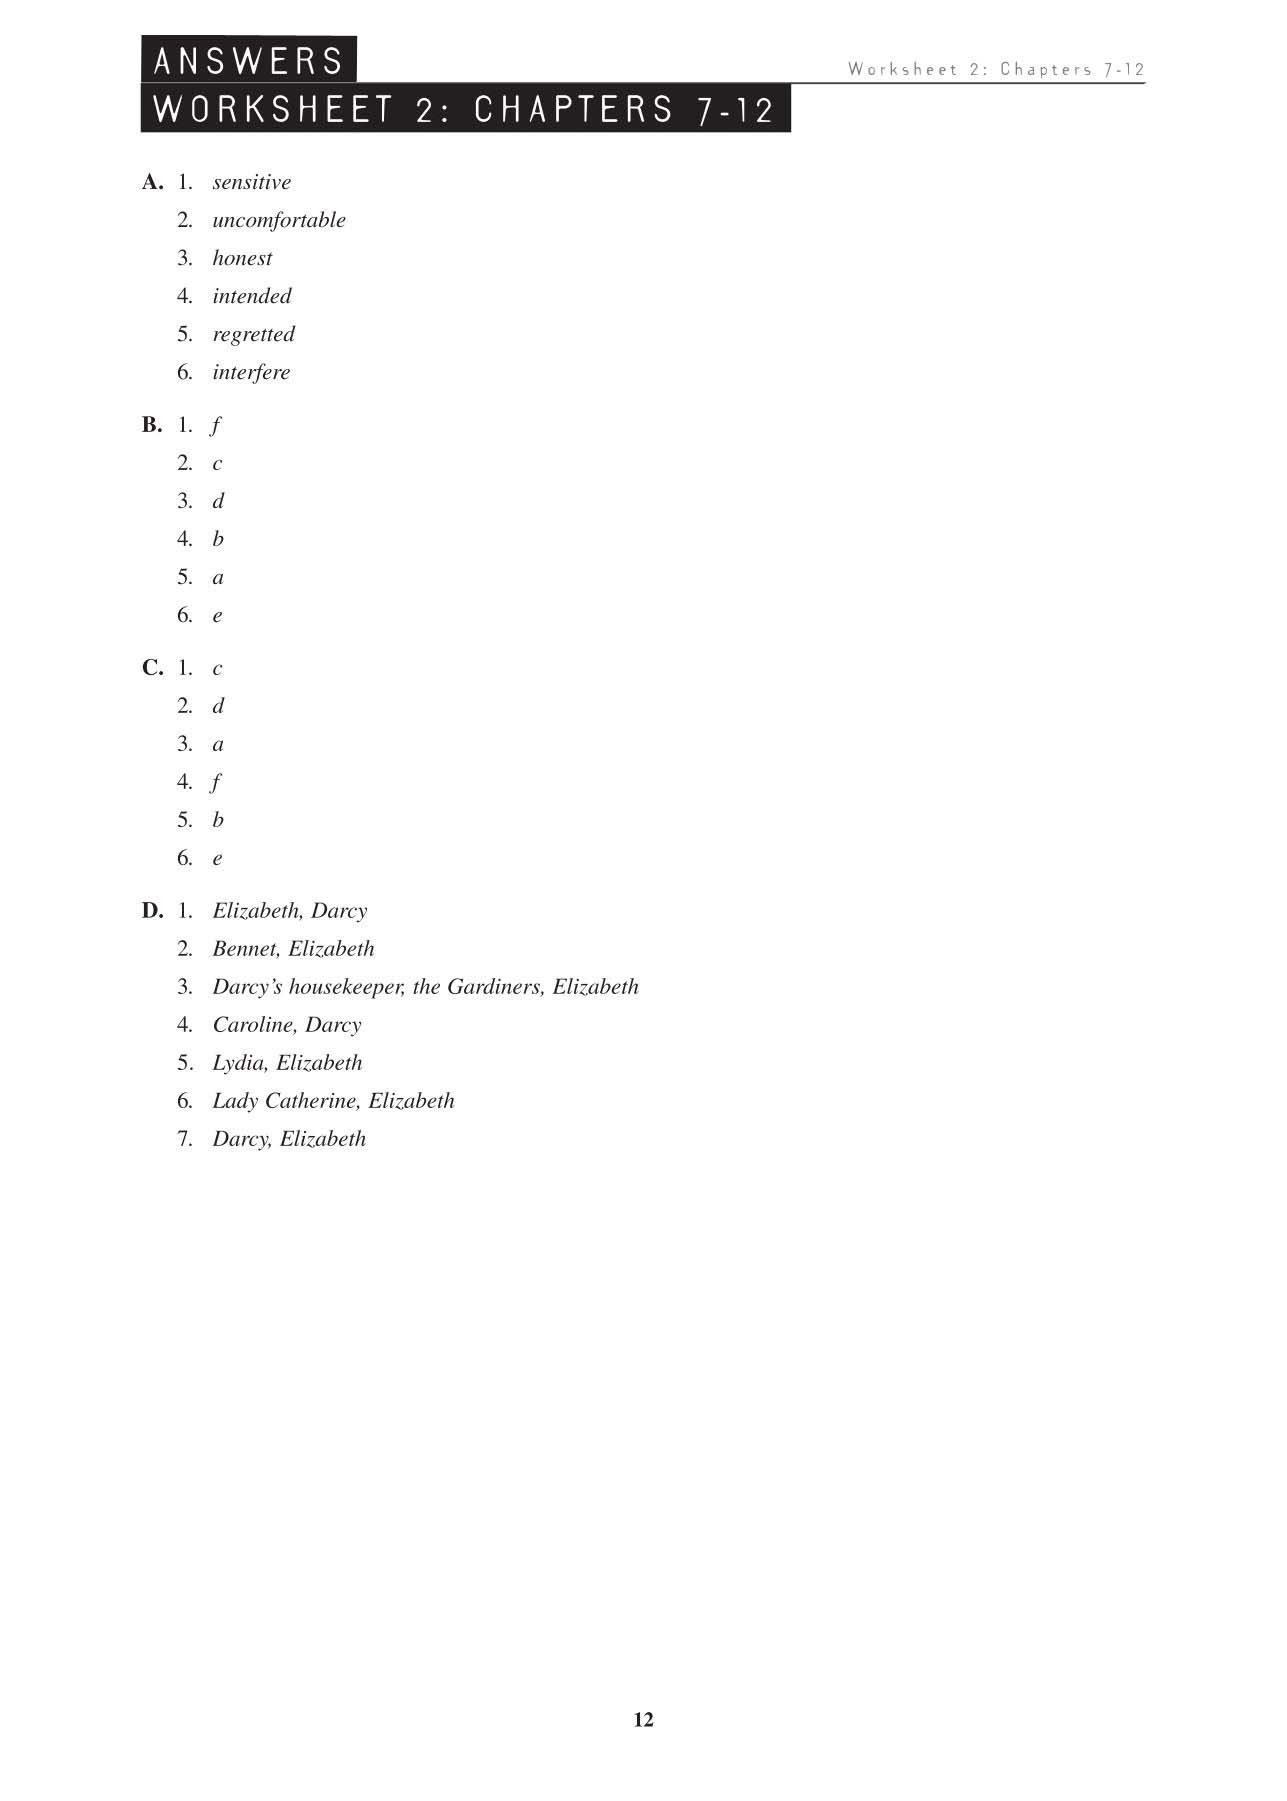 ANSWERS
Worksheet 2: Chapters 7-12
WORKSHEET 2: CHAPTERS 7-12
A. 1. sensitive
2. uncomfortable
3. honest
4. intended
5. regretted
6. interfere
B. 1. f
2. c
3. d
4. b
5. a
6. e
C. 1. c
2. d
3. a
4. f
5. b
6. e
D. 1. Elizabeth, Darcy
2. Bennet, Elizabeth
3. Darcy’s housekeeper, the Gardiners, Elizabeth
4. Caroline, Darcy
5. Lydia, Elizabeth
6. Lady Catherine, Elizabeth
7. Darcy, Elizabeth
12